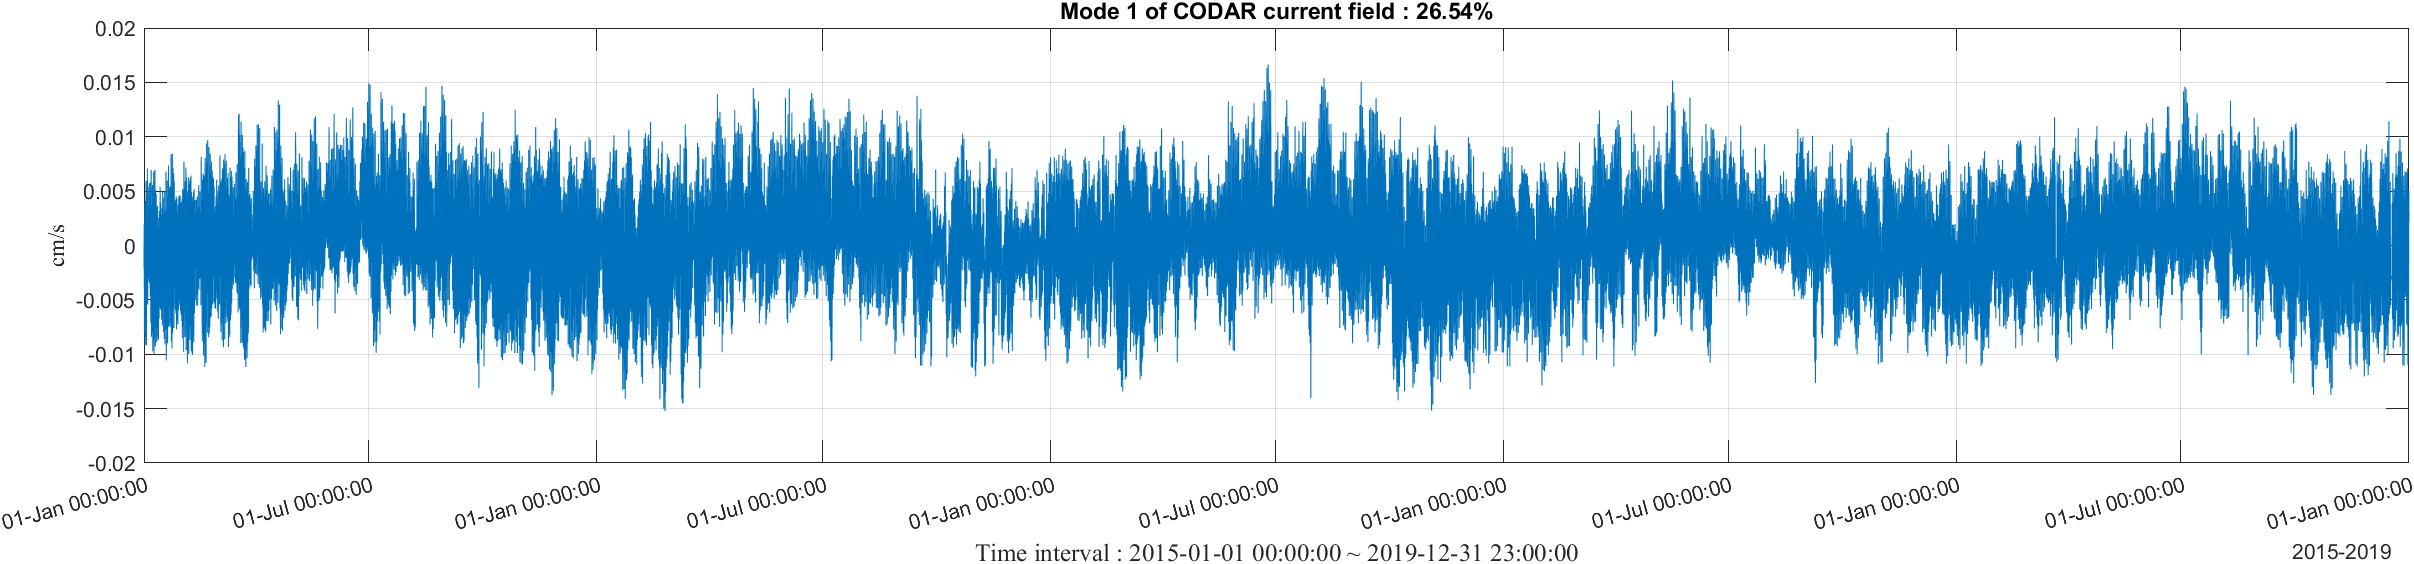 Mode 1 of CODAR current field : 26.54%
0.02
0.015
0.01
0.005
0
-0.005
-0.01
-0.015
-0.02
cm/s
01-Jan 00:00:00
01-Jul 00:00:00
01-Jan 00:00:00
01-Jul 00:00:00
01-Jan 00:00:00
01-Jul 00:00:00
01-Jan 00:00:00
01-Jul 00:00:00
01-Jan 00:00:00
01-Jul 00:00:00
01-Jan 00:00:00
Time interval : 2015-01-01 00:00:00 ~ 2019-12-31 23:00:00
2015-2019